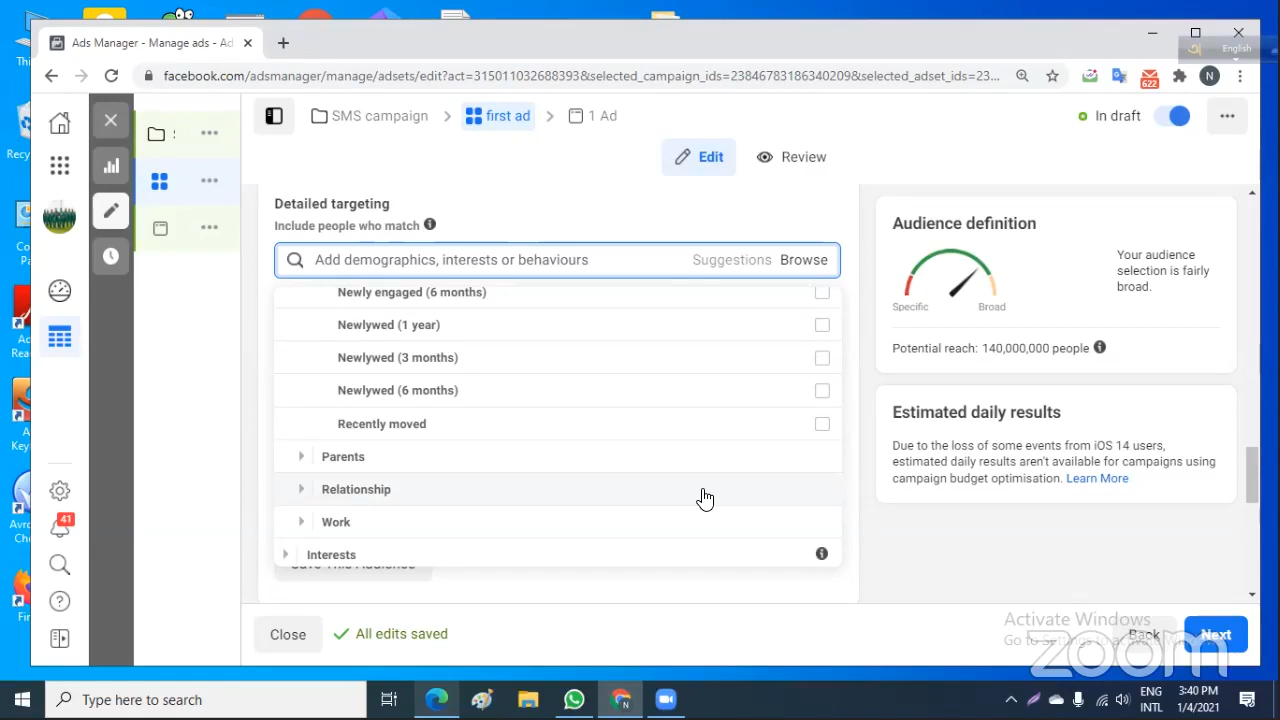 Ads Manager - Manage ads - Ad
English
facebook.com/adsmanager/manage/adsets/edit?act=315011032688393&selected_campaign_ids=23846783186340209&selected_adset_ids=23...
622
N
SMS campaign
first ad
1 Ad
In draft
Edit
Review
Detailed targeting
Include people who match
Add demographics, interests or behaviours
Suggestions
Browse
Newly engaged (6 months)
Newlywed (1 year)
Newlywed (3 months)
Newlywed (6 months)
Recently moved
Parents
Relationship
Work
Interests
Save This Audience
Audience definition
Specific
Broad
Your audience
selection is fairly
broad.
Potential reach: 140,000,000 people
Estimated daily results
Due to the loss of some events from iOS 14 users,
estimated daily results aren't available for campaigns using
campaign budget optimisation. Learn More
41
Close
All edits saved
Activate Windows
Back
Next
zoom
Type here to search
ENG
INTL
3:40 PM
1/4/2021